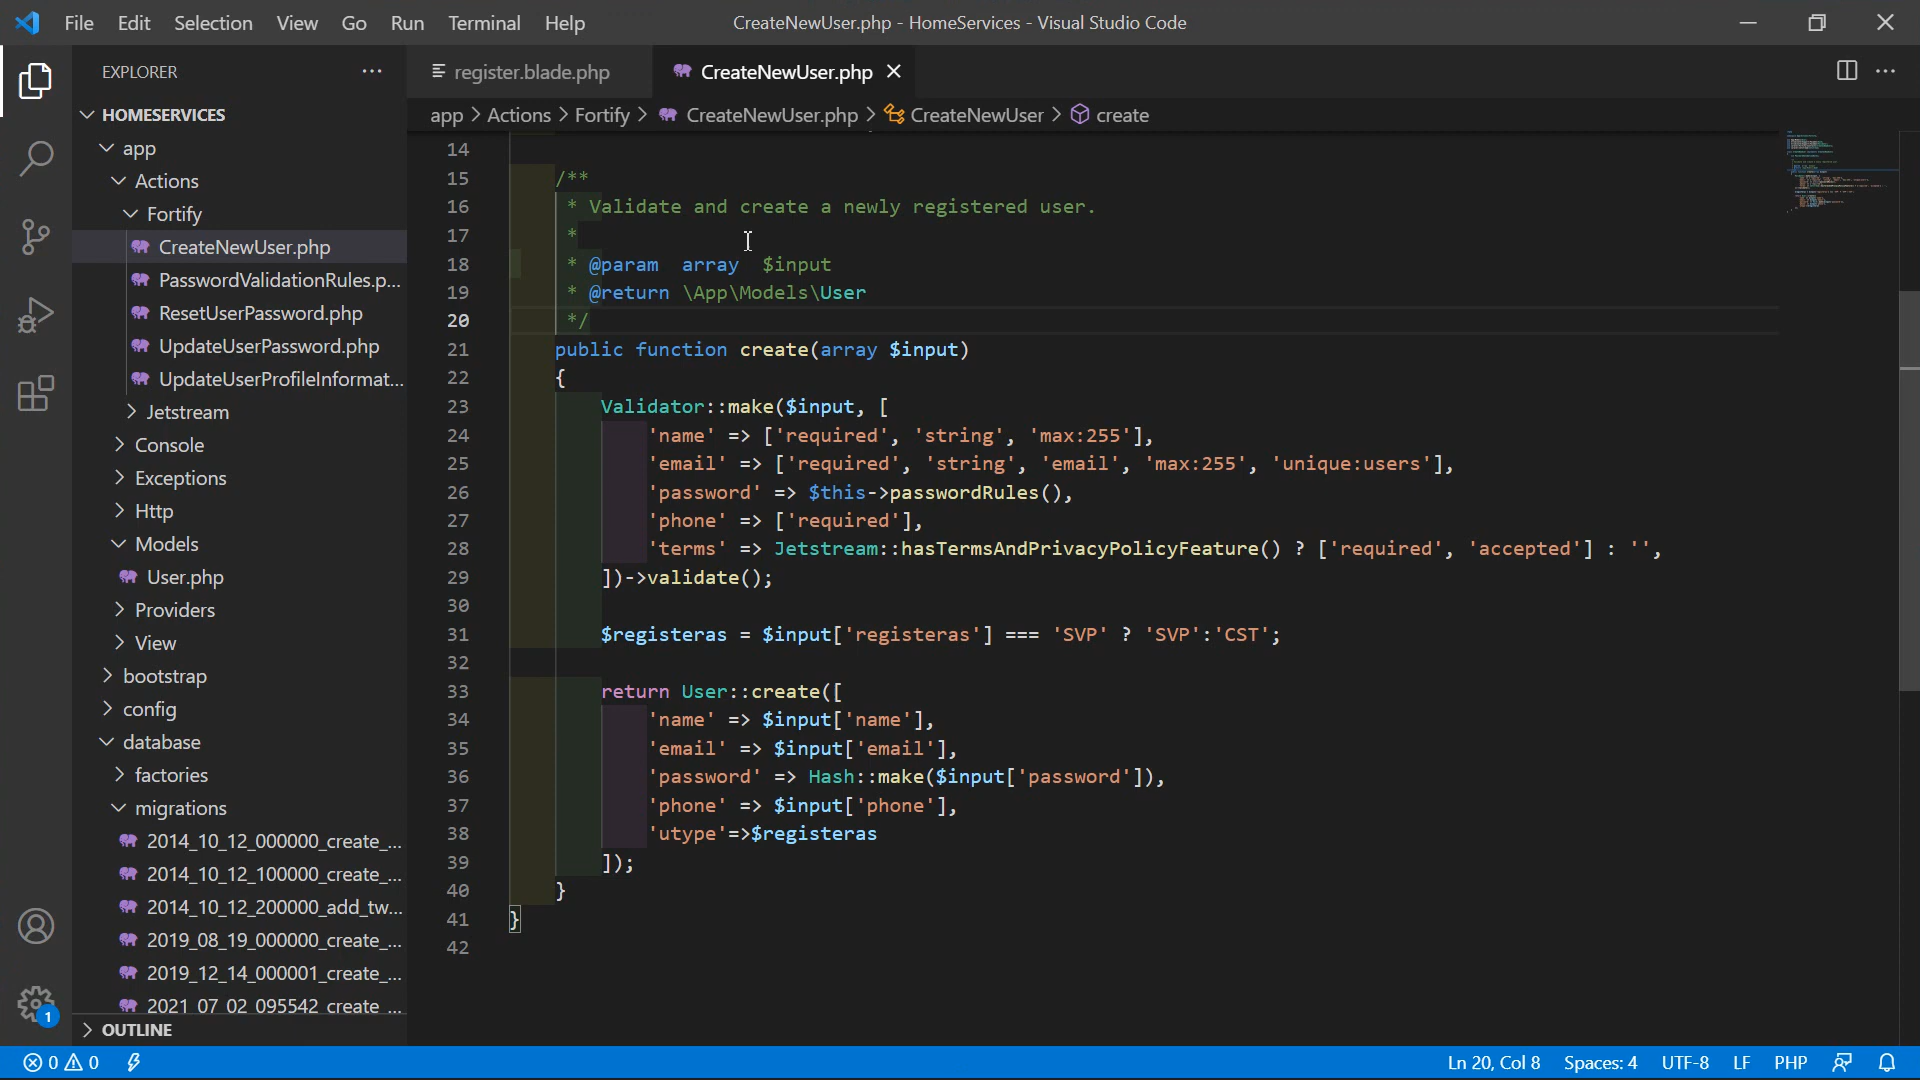 File Edit Selection View Go Run Terminal Help
CreateNewUser.php - HomeServices - Visual Studio Code
EXPLORER
HOMESERVICES
app
Actions
Fortify
CreateNewUser.php
PasswordValidationRules.p...
ResetUserPassword.php
UpdateUserPassword.php
UpdateUserProfileInformat...
Jetstream
Console
Exceptions
Http
Models
User.php
Providers
View
bootstrap
config
database
factories
migrations
2014_10_12_000000_create_...
2014_10_12_100000_create_...
2014_10_12_200000_add_tw...
2019_08_19_000000_create_...
2019_12_14_000001_create_...
2021_07_02_095542_create_...
OUTLINE
1
register.blade.php
CreateNewUser.php
app > Actions > Fortify > CreateNewUser.php > CreateNewUser > create
14
15 /**
16 * Validate and create a newly registered user.
17 *
18 * @param  array  $input
19 * @return \App\Models\User
20 */
21 public function create(array $input)
22 {
23 Validator::make($input, [
24 'name' => ['required', 'string', 'max:255'],
25 'email' => ['required', 'string', 'email', 'max:255', 'unique:users'],
26 'password' => $this->passwordRules(),
27 'phone' => ['required'],
28 'terms' => Jetstream::hasTermsAndPrivacyPolicyFeature() ? ['required', 'accepted'] : '',
29 ])->validate();
30
31 $registeras = $input['registeras'] === 'SVP' ? 'SVP':'CST';
32
33 return User::create([
34 'name' => $input['name'],
35 'email' => $input['email'],
36 'password' => Hash::make($input['password']),
37 'phone' => $input['phone'],
38 'utype'=>$registeras
39 ]);
40 }
41 }
42
0 0
Ln 20, Col 8 Spaces: 4 UTF-8 LF PHP